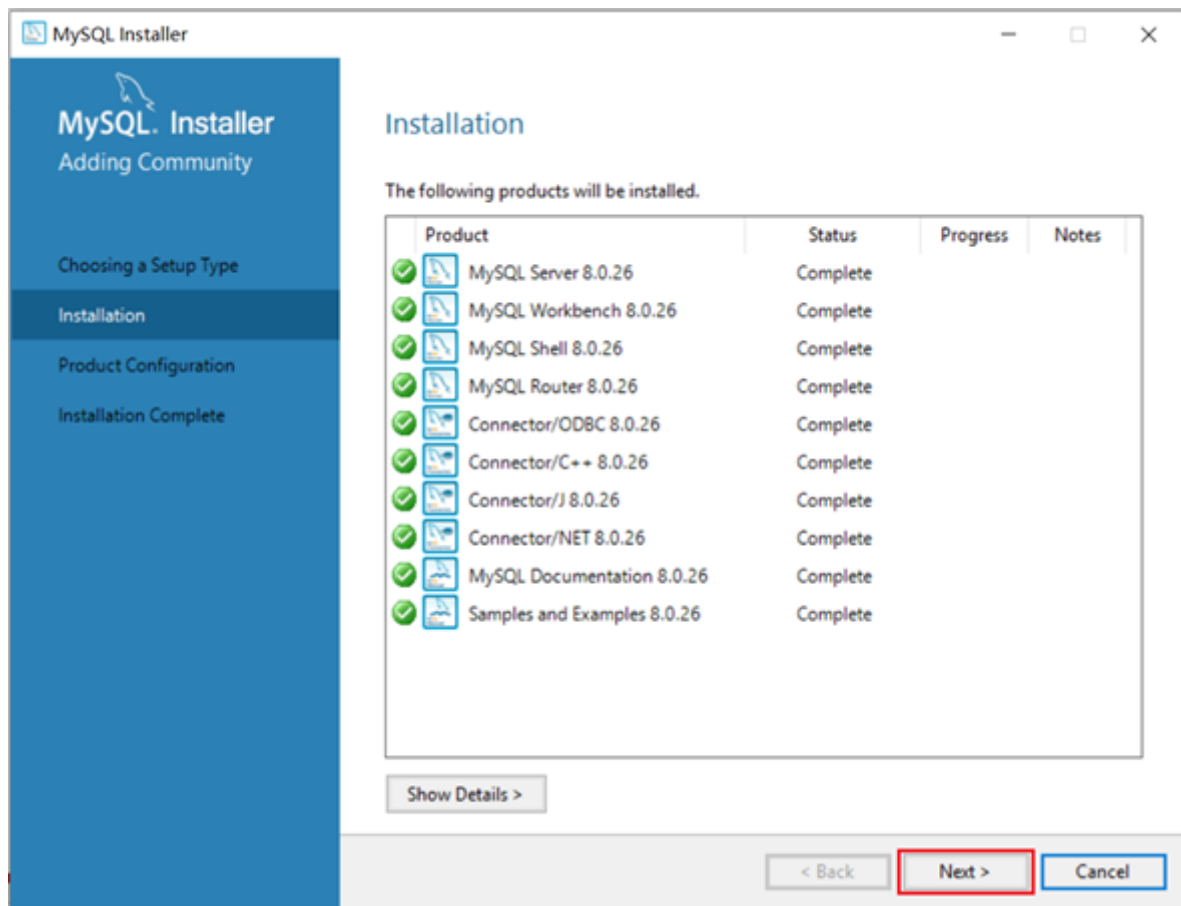 MySQL Installer
MySQL. Installer
Adding Community
Choosing a Setup Type
Installation
Product Configuration
Installation Complete
Installation
The following products will be installed.
Product Status Progress Notes
MySQL Server 8.0.26 Complete
MySQL Workbench 8.0.26 Complete
MySQL Shell 8.0.26 Complete
MySQL Router 8.0.26 Complete
Connector/ODBC 8.0.26 Complete
Connector/C++ 8.0.26 Complete
Connector/J 8.0.26 Complete
Connector/NET 8.0.26 Complete
MySQL Documentation 8.0.26 Complete
Samples and Examples 8.0.26 Complete
Show Details >
< Back Next > Cancel